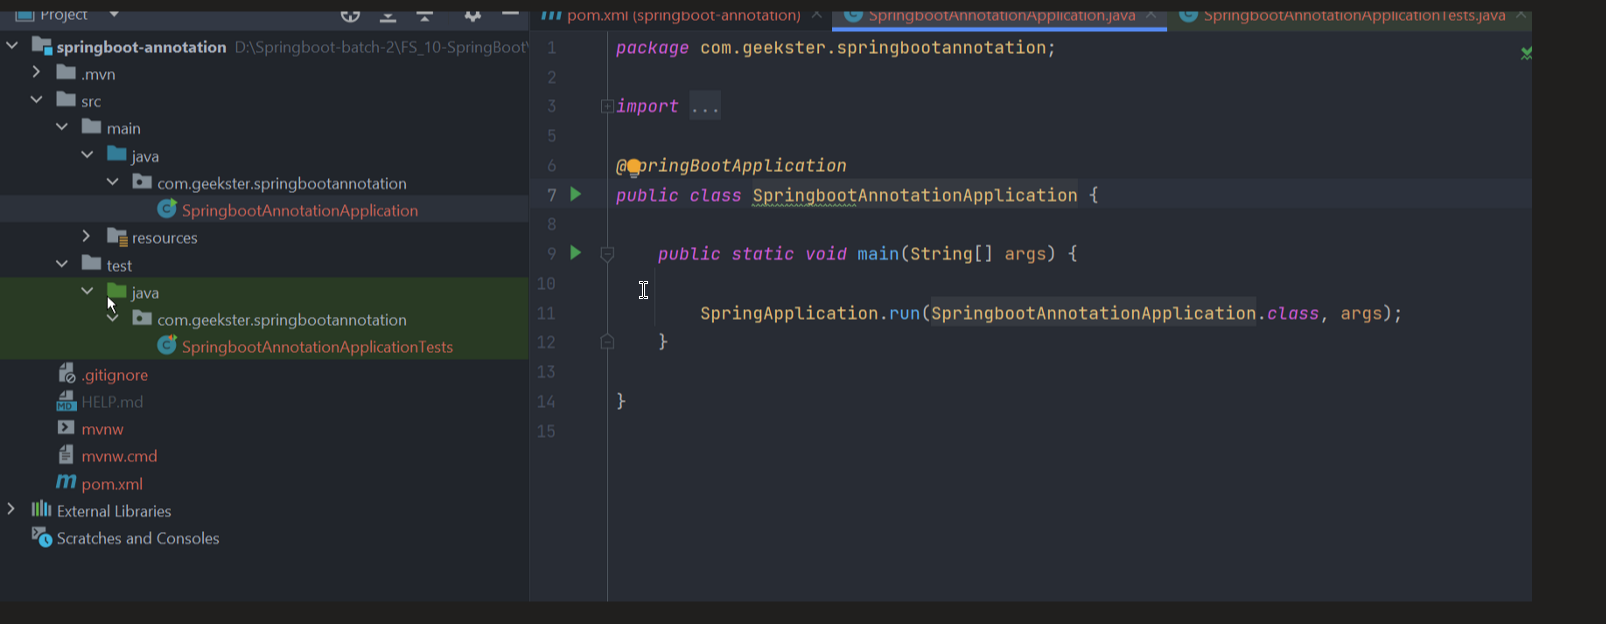 Project
springboot-annotation D:\Springboot-batch-2\FS_10-SpringBoot\
.mvn
src
main
java
com.geekster.springbootannotation
SpringbootAnnotationApplication
resources
test
java
com.geekster.springbootannotation
SpringbootAnnotationApplicationTests
.gitignore
MD HELP.md
mvnw
mvnw.cmd
m pom.xml
External Libraries
Scratches and Consoles
m pom.xml (springboot-annotation) SpringbootAnnotationApplication.java SpringbootAnnotationApplicationTests.java
1 package com.geekster.springbootannotation;
2
3 import ...
5
6 @SpringBootApplication
7 public class SpringbootAnnotationApplication {
8
9 public static void main(String[] args) {
10
11 SpringApplication.run(SpringbootAnnotationApplication.class, args);
12 }
13
14 }
15